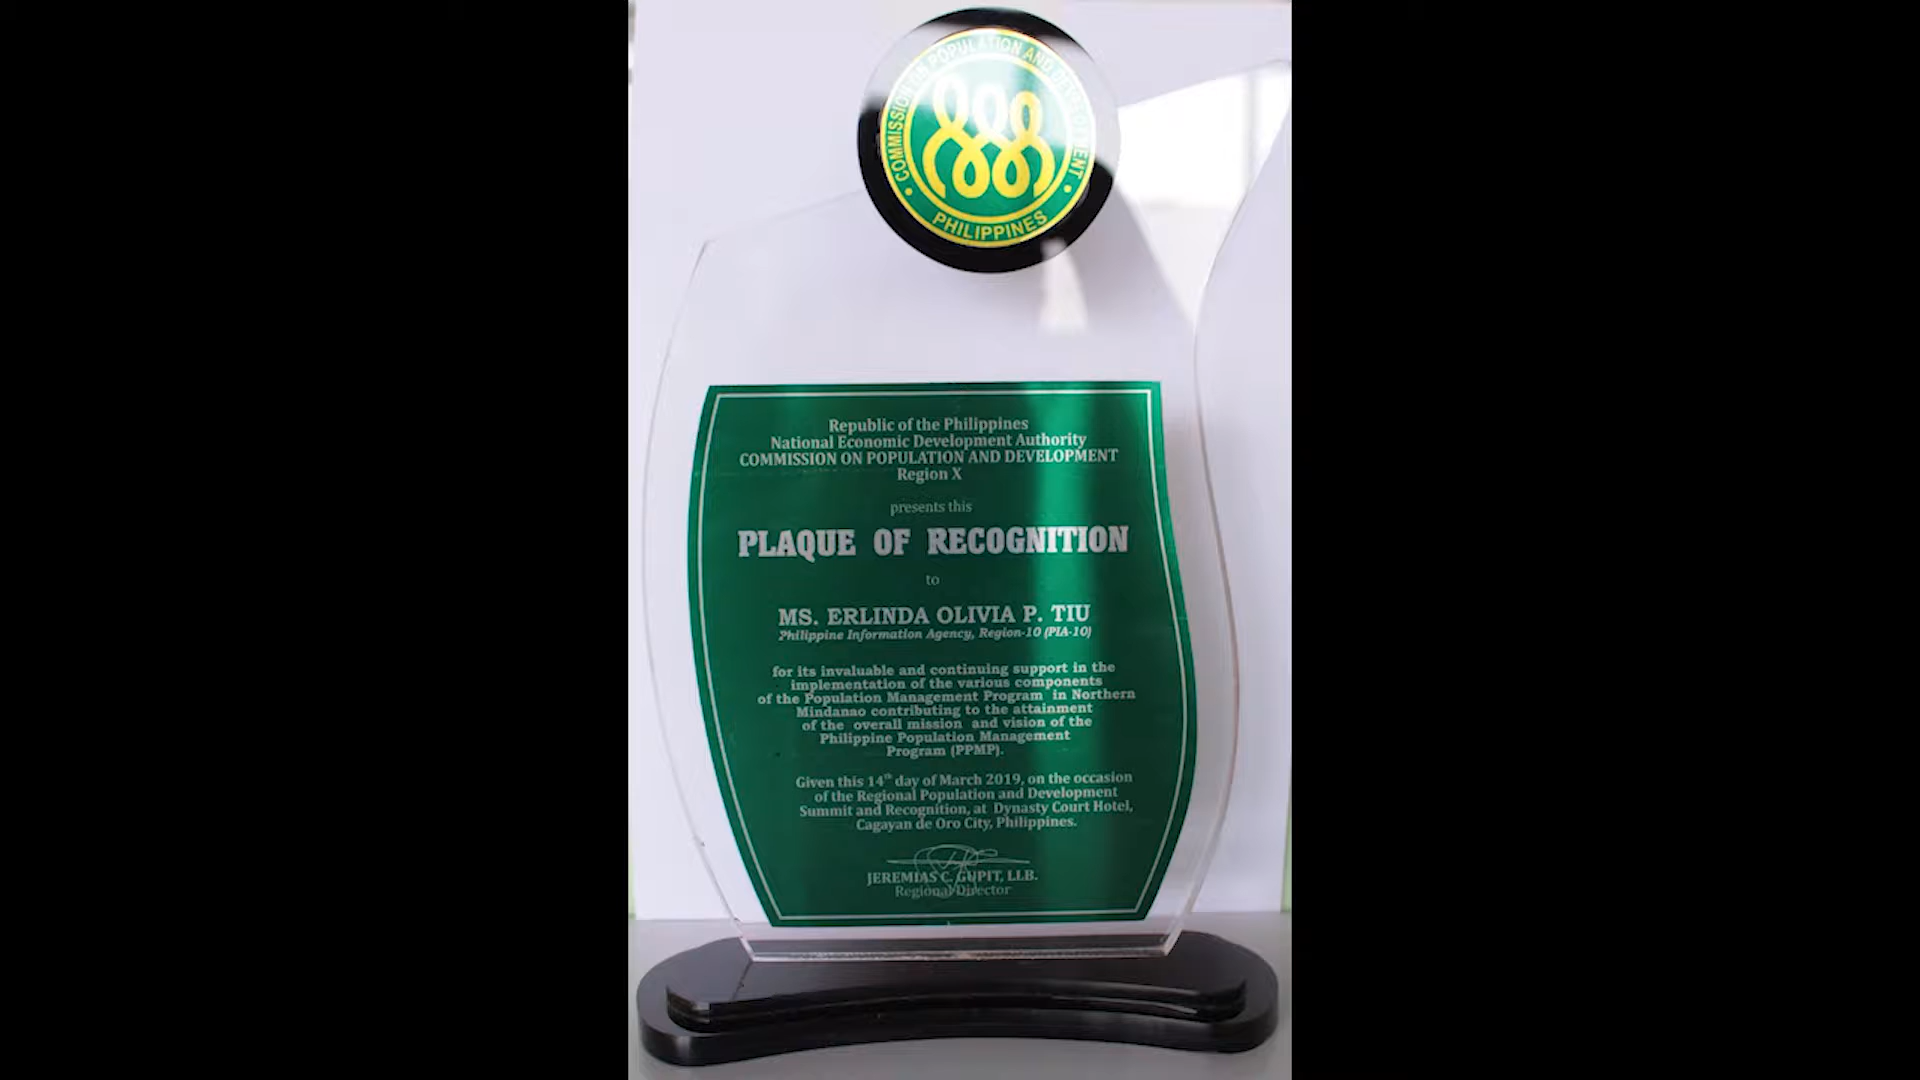 COMMISSION ON POPULATION AND DEVELOPMENT
PHILIPPINES
Republic of the Philippines
National Economic Development Authority
COMMISSION ON POPULATION AND DEVELOPMENT
Region X
presents this
PLAQUE OF RECOGNITION
to
MS. ERLINDA OLIVIA P. TIU
Philippine Information Agency, Region-10 (PIA-10)
for its invaluable and continuing support in the
implementation of the various components
of the Population Management Program in Northern
Mindanao contributing to the attainment
of the overall mission and vision of the
Philippine Population Management
Program (PPMP).
Given this 14th day of March 2019, on the occasion
of the Regional Population and Development
Summit and Recognition, at Dynasty Court Hotel,
Cagayan de Oro City, Philippines.
JEREMIAS C. GUPIT, LLB.
Regional Director